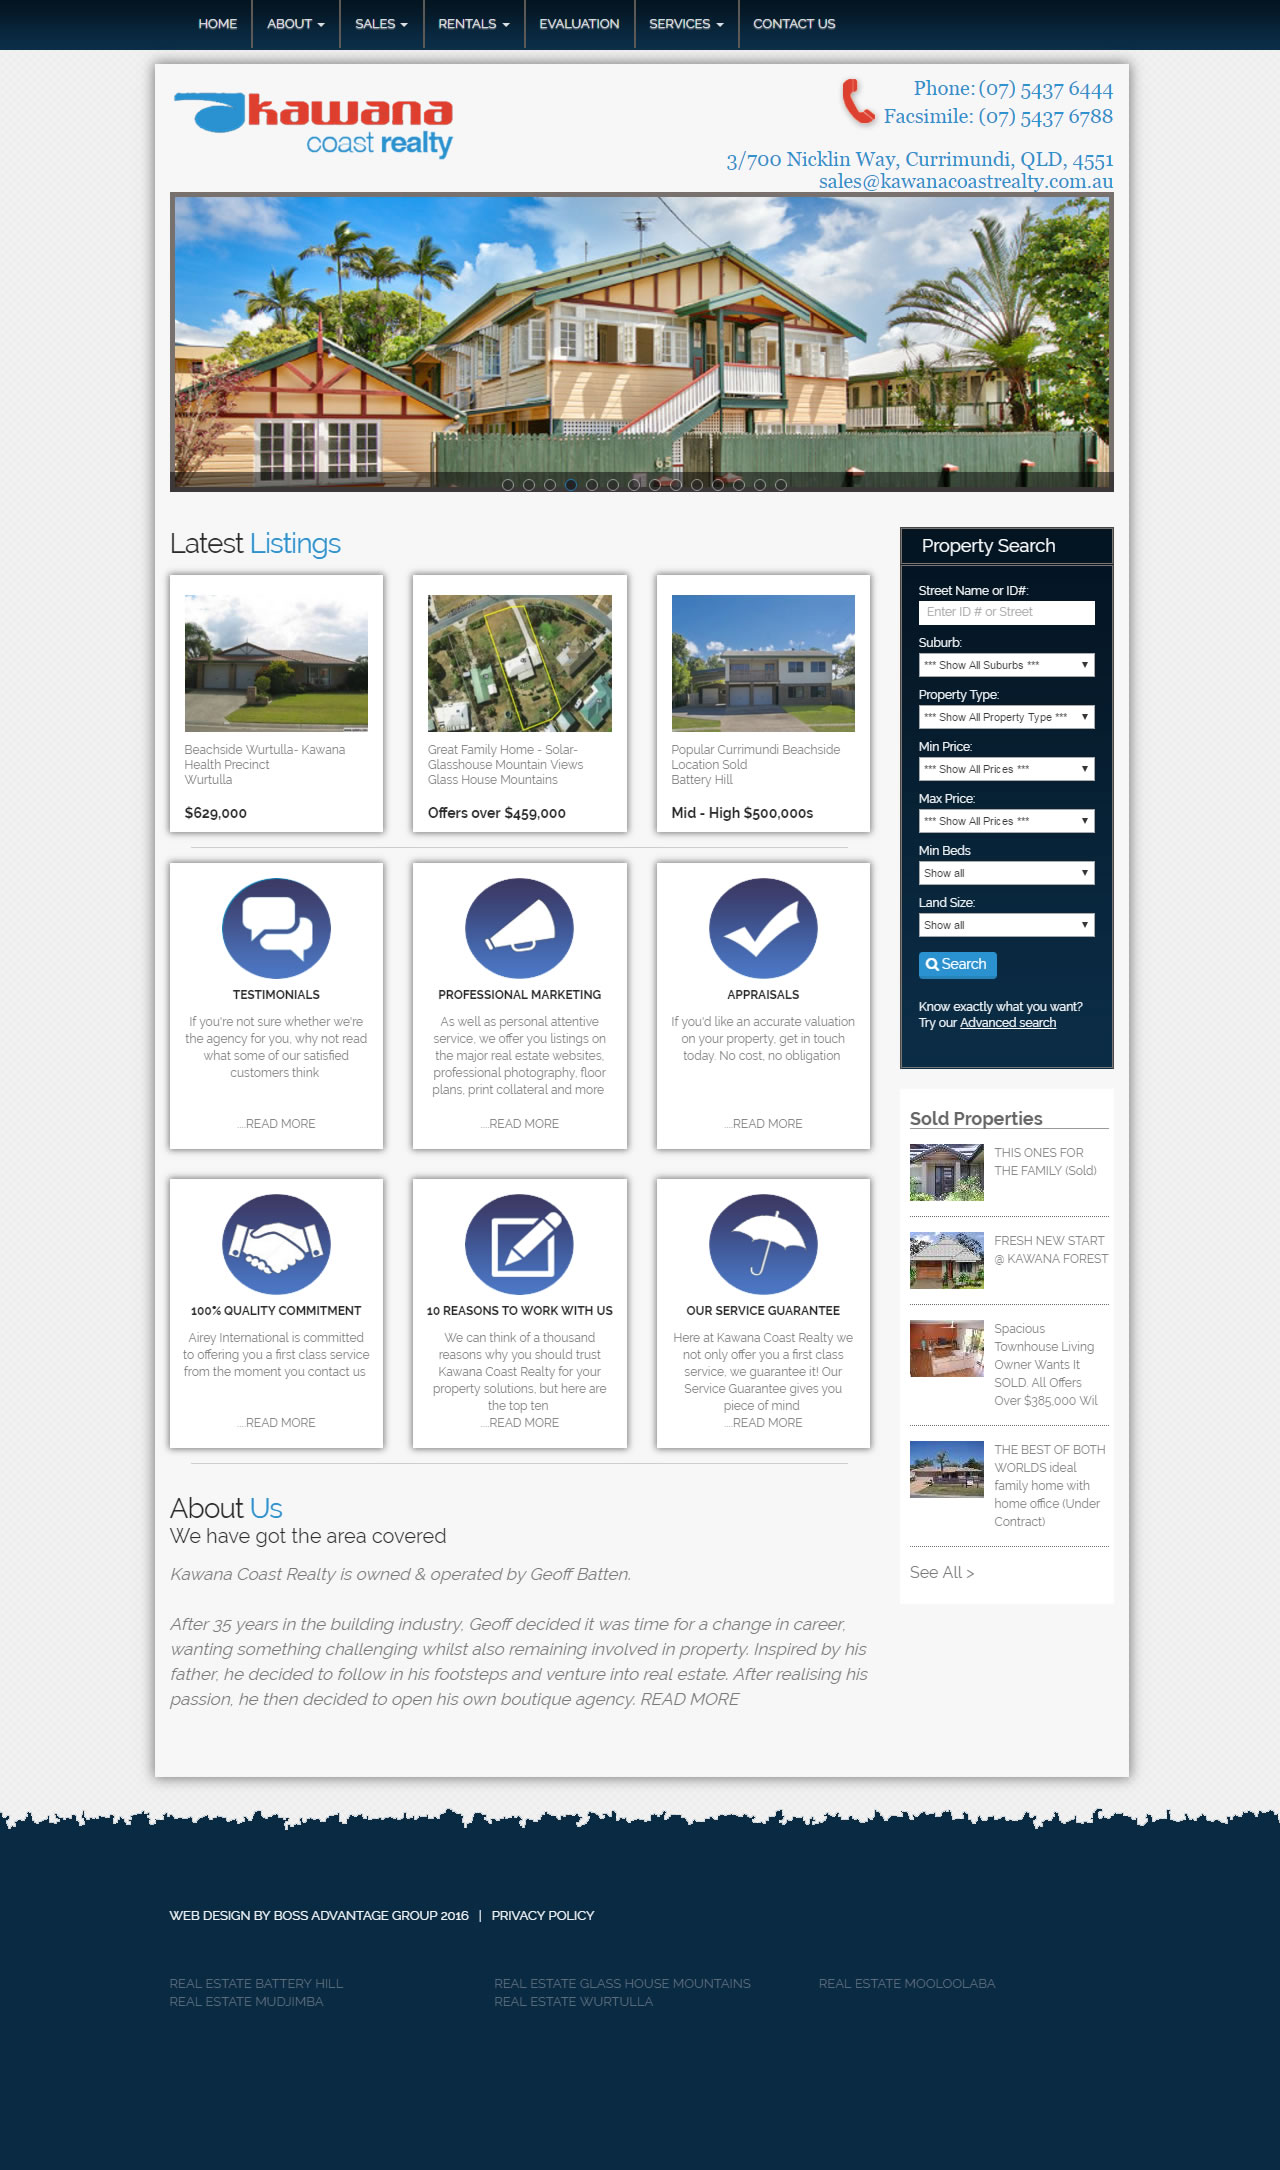 HOME ABOUT SALES RENTALS EVALUATION SERVICES CONTACT US
kawana
coast realty
Phone: (07) 5437 6444
Facsimile: (07) 5437 6788
3/700 Nicklin Way, Currimundi, QLD, 4551
sales@kawanacoastrealty.com.au
65
Latest Listings
Beachside Wurtulla- Kawana
Health Precinct
Wurtulla
$629,000
Great Family Home - Solar-
Glasshouse Mountain Views
Glass House Mountains
Offers over $459,000
Popular Currimundi Beachside
Location Sold
Battery Hill
Mid - High $500,000s
TESTIMONIALS
If you're not sure whether we're
the agency for you, why not read
what some of our satisfied
customers think
....READ MORE
PROFESSIONAL MARKETING
As well as personal attentive
service, we offer you listings on
the major real estate websites,
professional photography, floor
plans, print collateral and more
....READ MORE
APPRAISALS
If you'd like an accurate valuation
on your property, get in touch
today. No cost, no obligation
....READ MORE
100% QUALITY COMMITMENT
Airey International is committed
to offering you a first class service
from the moment you contact us
....READ MORE
10 REASONS TO WORK WITH US
We can think of a thousand
reasons why you should trust
Kawana Coast Realty for your
property solutions, but here are
the top ten
....READ MORE
OUR SERVICE GUARANTEE
Here at Kawana Coast Realty we
not only offer you a first class
service, we guarantee it! Our
Service Guarantee gives you
piece of mind
....READ MORE
About Us
We have got the area covered
Kawana Coast Realty is owned & operated by Geoff Batten.
After 35 years in the building industry, Geoff decided it was time for a change in career,
wanting something challenging whilst also remaining involved in property. Inspired by his
father, he decided to follow in his footsteps and venture into real estate. After realising his
passion, he then decided to open his own boutique agency. READ MORE
Property Search
Street Name or ID#:
Enter ID # or Street
Suburb:
*** Show All Suburbs ***
Property Type:
*** Show All Property Type ***
Min Price:
*** Show All Prices ***
Max Price:
*** Show All Prices ***
Min Beds
Show all
Land Size:
Show all
Search
Know exactly what you want?
Try our Advanced search
Sold Properties
THIS ONES FOR
THE FAMILY (Sold)
FRESH NEW START
@ KAWANA FOREST
Spacious
Townhouse Living
Owner Wants It
SOLD. All Offers
Over $385,000 Wil
THE BEST OF BOTH
WORLDS ideal
family home with
home office (Under
Contract)
See All >
WEB DESIGN BY BOSS ADVANTAGE GROUP 2016 | PRIVACY POLICY
REAL ESTATE BATTERY HILL REAL ESTATE GLASS HOUSE MOUNTAINS REAL ESTATE MOOLOOLABA
REAL ESTATE MUDJIMBA REAL ESTATE WURTULLA